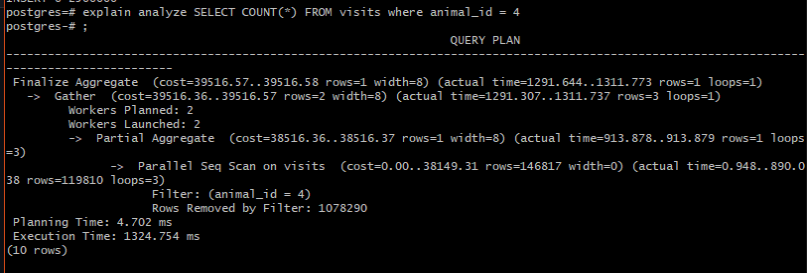 postgres=# explain analyze SELECT COUNT(*) FROM visits where animal_id = 4
postgres-# ;
QUERY PLAN
-----------------------------------------------------------------------------------------------------------------------
-------------------------
Finalize Aggregate  (cost=39516.57..39516.58 rows=1 width=8) (actual time=1291.644..1311.773 rows=1 loops=1)
->  Gather  (cost=39516.36..39516.57 rows=2 width=8) (actual time=1291.307..1311.737 rows=3 loops=1)
Workers Planned: 2
Workers Launched: 2
->  Partial Aggregate  (cost=38516.36..38516.37 rows=1 width=8) (actual time=913.878..913.879 rows=1 loops
=3)
->  Parallel Seq Scan on visits  (cost=0.00..38149.31 rows=146817 width=0) (actual time=0.948..890.0
38 rows=119810 loops=3)
Filter: (animal_id = 4)
Rows Removed by Filter: 1078290
Planning Time: 4.702 ms
Execution Time: 1324.754 ms
(10 rows)